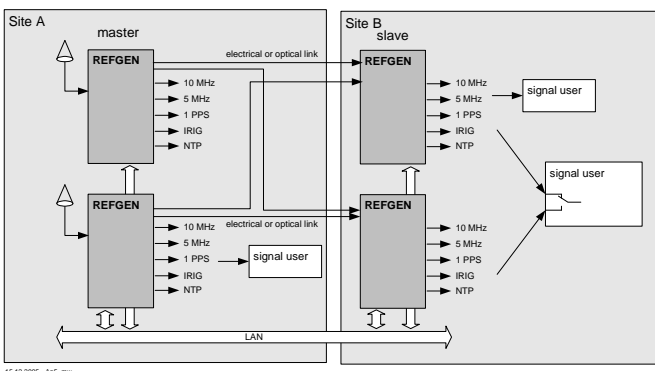 Site A
master
REFGEN
10 MHz
5 MHz
1 PPS
IRIG
NTP
electrical or optical link
REFGEN
10 MHz
5 MHz
1 PPS
IRIG
NTP
electrical or optical link
signal user
Site B
slave
REFGEN
10 MHz
5 MHz
1 PPS
IRIG
NTP
signal user
signal user
REFGEN
10 MHz
5 MHz
1 PPS
IRIG
NTP
LAN